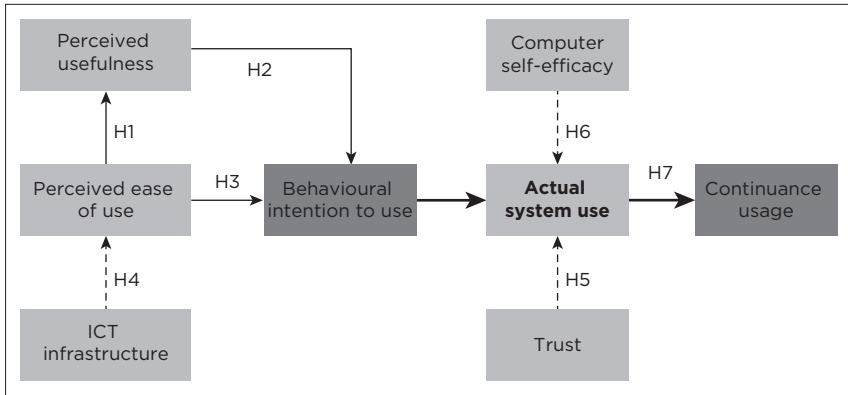 Perceived
usefulness
H2
Computer
self-efficacy
H1
H6
Perceived ease
of use
H3
Behavioural
intention to use
Actual
system use
H7
Continuance
usage
H4
H5
ICT
infrastructure
Trust